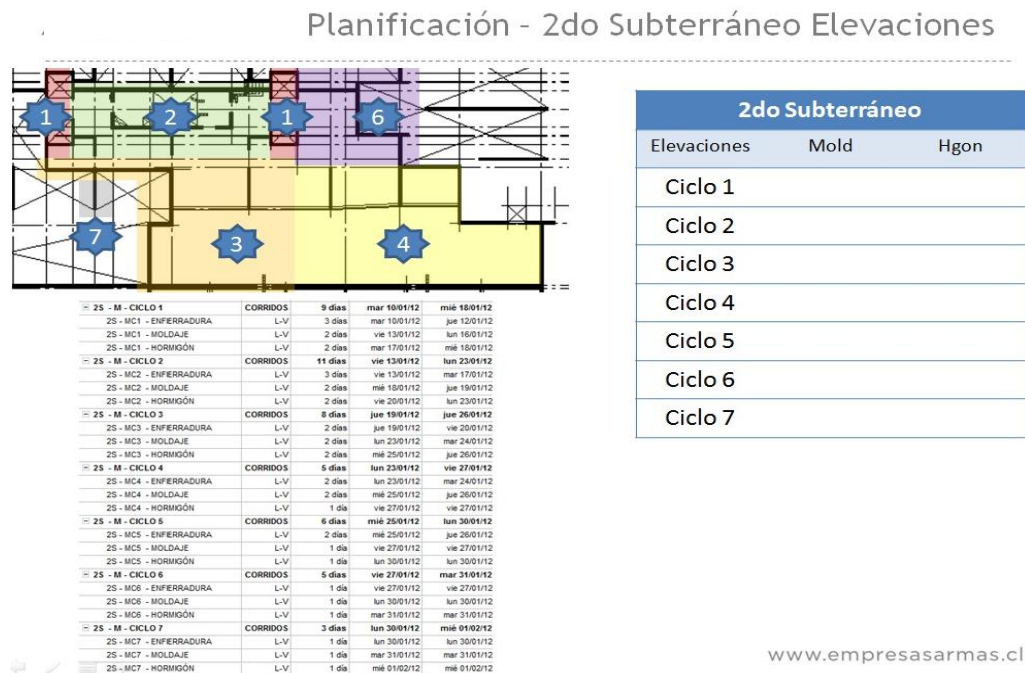 Planificación - 2do Subterráneo Elevaciones
1
2
1
6
7
3
4
2do Subterráneo
Elevaciones Mold Hgon
Ciclo 1
Ciclo 2
Ciclo 3
Ciclo 4
Ciclo 5
Ciclo 6
Ciclo 7
2S - M - CICLO 1 CORRIDOS 9 días mar 10/01/12 mié 18/01/12
2S - MC1 - ENFIERRADURA L-V 3 días mar 10/01/12 jue 12/01/12
2S - MC1 - MOLDAJE L-V 2 días vie 13/01/12 lun 16/01/12
2S - MC1 - HORMIGÓN L-V 2 días mar 17/01/12 mié 18/01/12
2S - M - CICLO 2 CORRIDOS 11 días vie 13/01/12 lun 23/01/12
2S - MC2 - ENFIERRADURA L-V 3 días vie 13/01/12 mar 17/01/12
2S - MC2 - MOLDAJE L-V 2 días mié 18/01/12 jue 19/01/12
2S - MC2 - HORMIGÓN L-V 2 días vie 20/01/12 lun 23/01/12
2S - M - CICLO 3 CORRIDOS 8 días jue 19/01/12 jue 26/01/12
2S - MC3 - ENFIERRADURA L-V 2 días jue 19/01/12 vie 20/01/12
2S - MC3 - MOLDAJE L-V 2 días lun 23/01/12 mar 24/01/12
2S - MC3 - HORMIGÓN L-V 2 días mié 25/01/12 jue 26/01/12
2S - M - CICLO 4 CORRIDOS 5 días lun 23/01/12 vie 27/01/12
2S - MC4 - ENFIERRADURA L-V 2 días lun 23/01/12 mar 24/01/12
2S - MC4 - MOLDAJE L-V 2 días mié 25/01/12 jue 26/01/12
2S - MC4 - HORMIGÓN L-V 1 día vie 27/01/12 vie 27/01/12
2S - M - CICLO 5 CORRIDOS 6 días mié 25/01/12 lun 30/01/12
2S - MC5 - ENFIERRADURA L-V 2 días mié 25/01/12 jue 26/01/12
2S - MC5 - MOLDAJE L-V 1 día vie 27/01/12 vie 27/01/12
2S - MC5 - HORMIGÓN L-V 1 día lun 30/01/12 lun 30/01/12
2S - M - CICLO 6 CORRIDOS 5 días vie 27/01/12 mar 31/01/12
2S - MC6 - ENFIERRADURA L-V 1 día vie 27/01/12 vie 27/01/12
2S - MC6 - MOLDAJE L-V 1 día lun 30/01/12 lun 30/01/12
2S - MC6 - HORMIGÓN L-V 1 día mar 31/01/12 mar 31/01/12
2S - M - CICLO 7 CORRIDOS 3 días lun 30/01/12 mié 01/02/12
2S - MC7 - ENFIERRADURA L-V 1 día lun 30/01/12 lun 30/01/12
2S - MC7 - MOLDAJE L-V 1 día mar 31/01/12 mar 31/01/12
2S - MC7 - HORMIGÓN L-V 1 día mié 01/02/12 mié 01/02/12
www.empresasarmas.cl